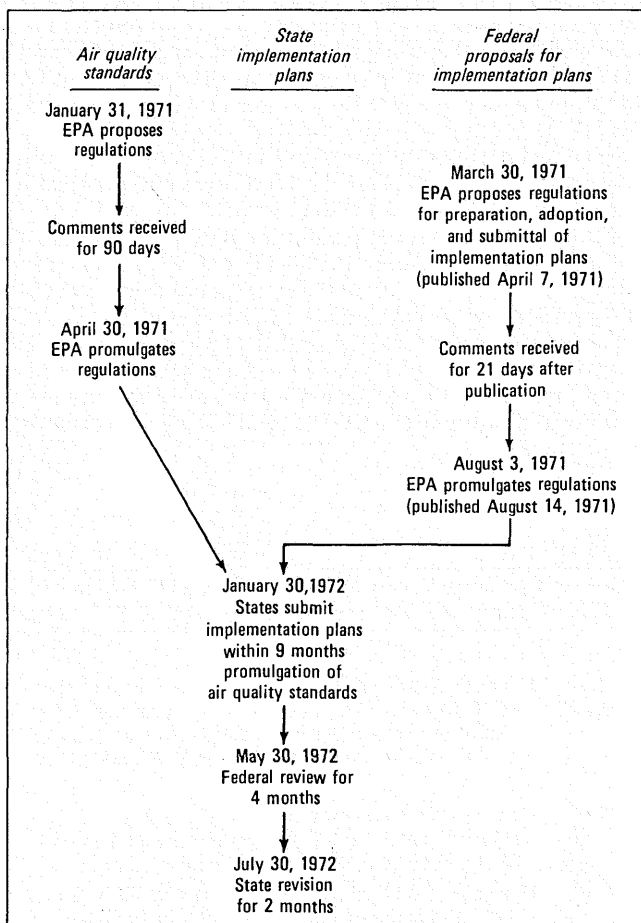 Air quality
standards
State
implementation
plans
Federal
proposals for
implementation plans
January 31, 1971
EPA proposes
regulations
Comments received
for 90 days
April 30, 1971
EPA promulgates
regulations
March 30, 1971
EPA proposes regulations
for preparation, adoption,
and submittal of
implementation plans
(published April 7, 1971)
Comments received
for 21 days after
publication
August 3, 1971
EPA promulgates regulations
(published August 14, 1971)
January 30,1972
States submit
implementation plans
within 9 months
promulgation of
air quality standards
May 30, 1972
Federal review for
4 months
July 30, 1972
State revision
for 2 months